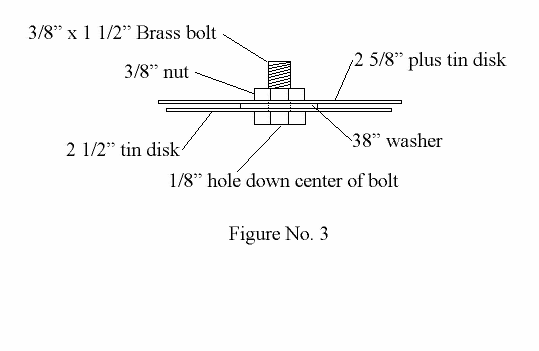 3/8” x 1 1/2” Brass bolt
2 5/8” plus tin disk
3/8” nut
38” washer
2 1/2” tin disk
1/8” hole down center of bolt
Figure No. 3